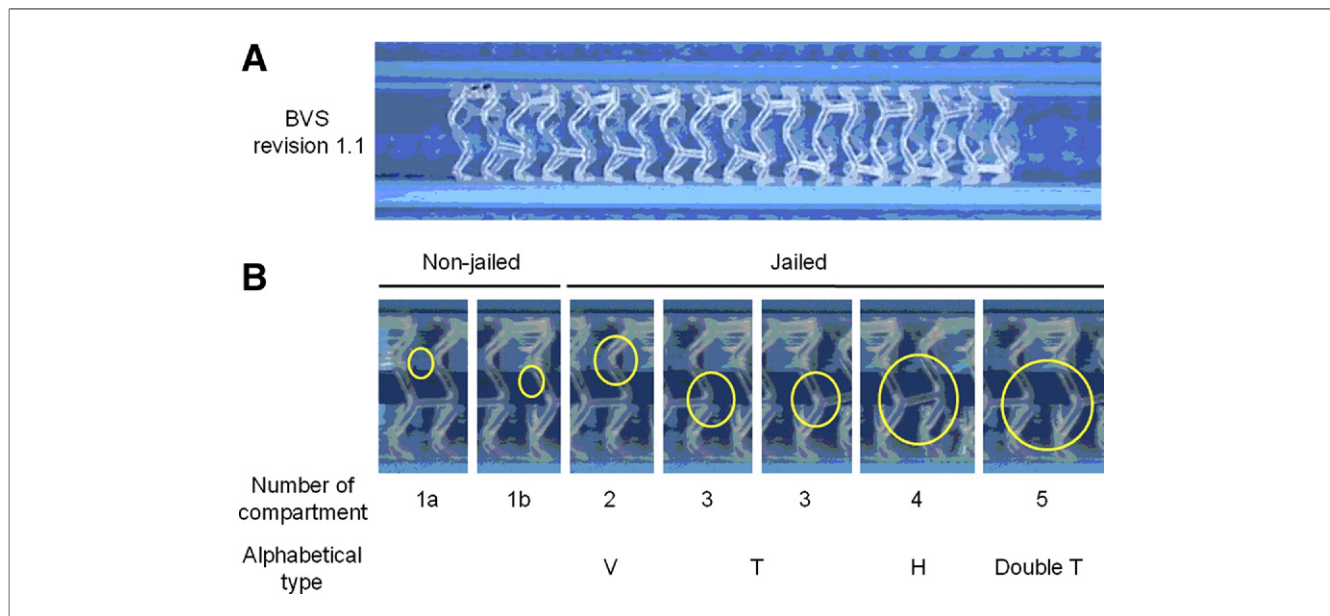 A
BVS
revision 1.1
B
Non-jailed Jailed
Number of
compartment
1a 1b 2 3 3 4 5
Alphabetical
type
V T H Double T